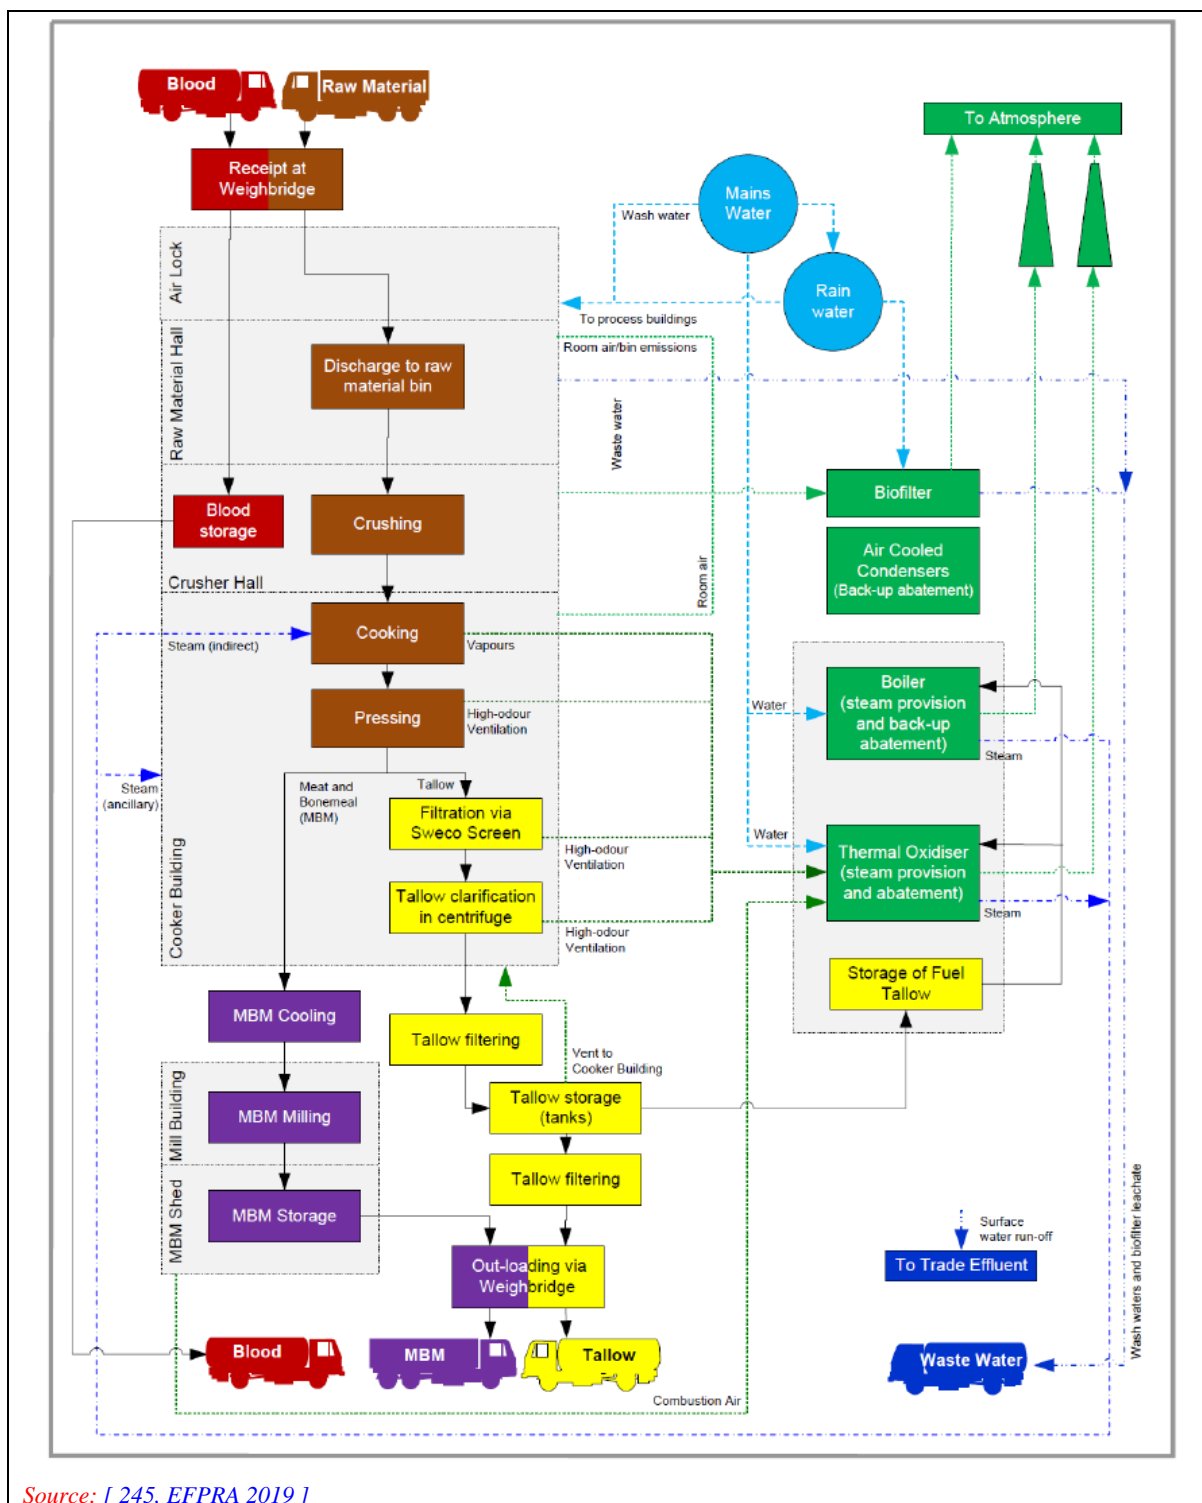 Blood
Raw Material
To Atmosphere
Receipt at
Weighbridge
Mains
Water
Wash water
Air Lock
Rain
water
To process buildings
Room air/bin emissions
Raw Material Hall
Discharge to raw
material bin
Waste water
Biofilter
Blood
storage
Crushing
Air Cooled
Condensers
(Back-up abatement)
Room air
Crusher Hall
Cooking
Steam (indirect)
Vapours
Boiler
(steam provision
and back-up
abatement)
Pressing
High-odour
Ventilation
Water
Steam
Steam
(ancillary)
Meat and
Bonemeal
(MBM)
Tallow
Filtration via
Sweco Screen
High-odour
Ventilation
Water
Thermal Oxidiser
(steam provision
and abatement)
Steam
Cooker Building
Tallow clarification
in centrifuge
High-odour
Ventilation
Storage of Fuel
Tallow
MBM Cooling
Tallow filtering
Vent to
Cooker Building
Mill Building
MBM Milling
Tallow storage
(tanks)
Tallow filtering
MBM Shed
MBM Storage
Wash waters and biofilter leachate
Surface
water run-off
Out-loading via
Weighbridge
To Trade Effluent
Blood
MBM
Tallow
Waste Water
Combustion Air
Source: [ 245, EFPRA 2019 ]